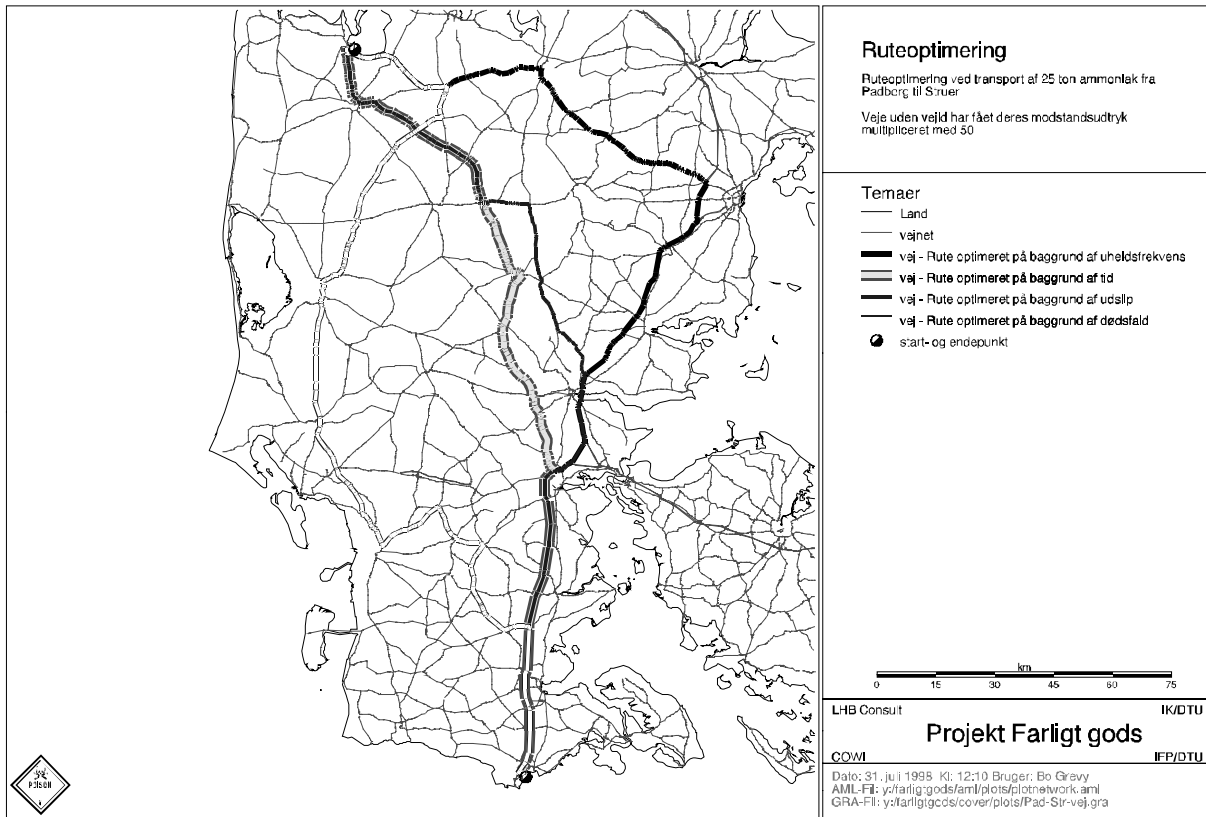 Ruteoptimering
Ruteoptimering ved transport af 25 ton ammoniak fra
Padborg til Struer
Veje uden vejid har fået deres modstandsudtryk
multipliceret med 50
Temaer
Land
vejnet
vej - Rute optimeret på baggrund af uheldsfrekvens
vej - Rute optimeret på baggrund af tid
vej - Rute optimeret på baggrund af udslip
vej - Rute optimeret på baggrund af dødsfald
start- og endepunkt
km
0 15 30 45 60 75
LHB Consult IK/DTU
Projekt Farligt gods
COWI IFP/DTU
Dato: 31. juli 1998 Kl: 12:10 Bruger: Bo Grevy
AML-Fil: y:/farligtgods/aml/plots/plotnetwork.aml
GRA-Fil: y:/farligtgods/cover/plots/Pad-Str-vej.gra
POISON